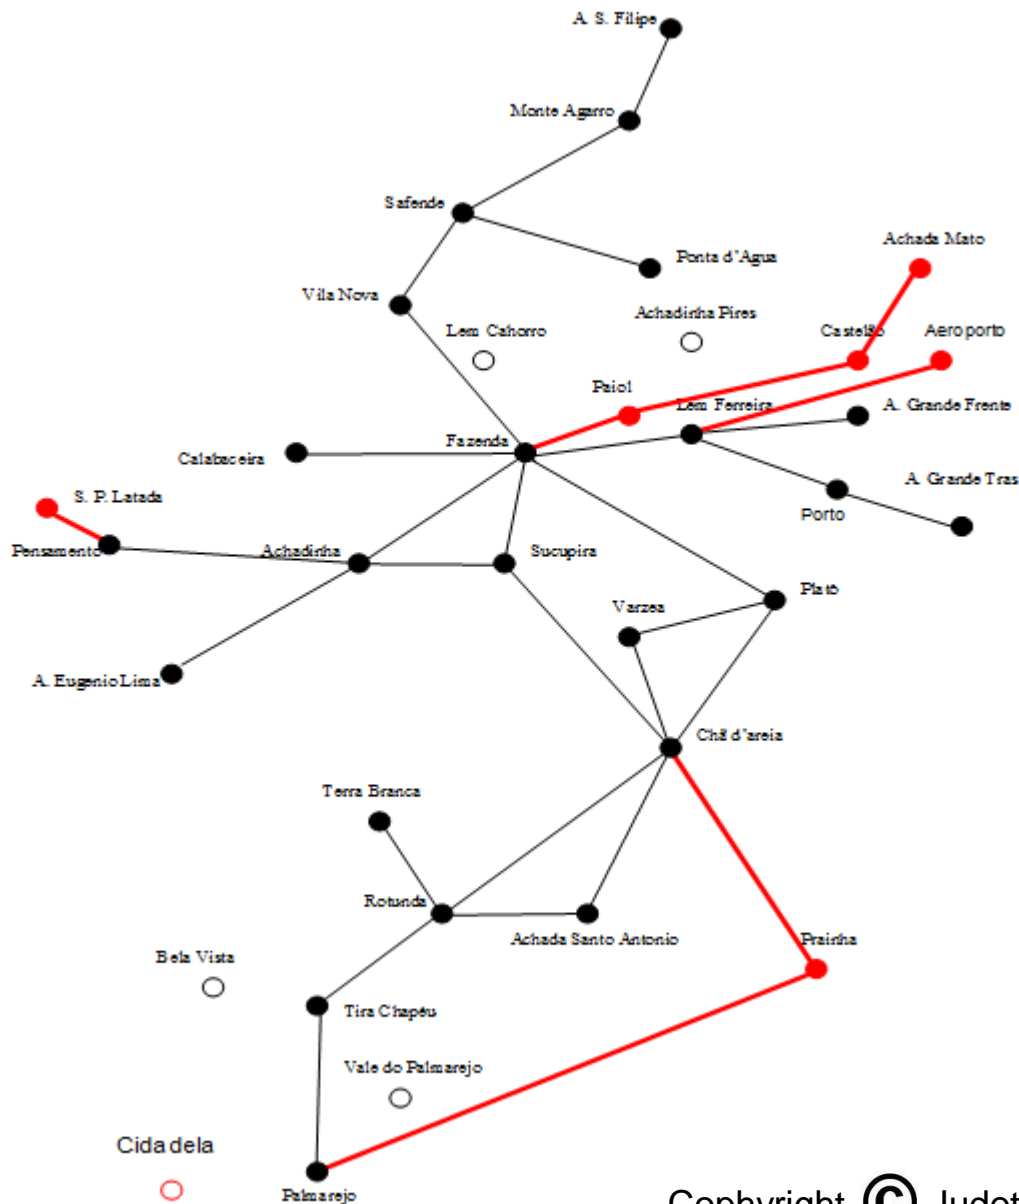 A. S. Filipe
Monte Agarro
Safende
Achada Mato
Ponta d'Agua
Vila Nova
Achadinha Pires
Lem Cahorro
Castelão
Aeroporto
Paiol
Lem Ferreira
A. Grande Frente
Fazenda
Calabaceira
A. Grande Tras
S. P. Latada
Porto
Pensamento
Achadinha
Sucupira
Platô
Varzea
A. Eugenio Lima
Chã d'areia
Terra Branca
Rotunda
Achada Santo Antonio
Prainha
Bela Vista
Tira Chapéu
Vale do Palmarejo
Cidadela
Palmarejo
Cophyright ©